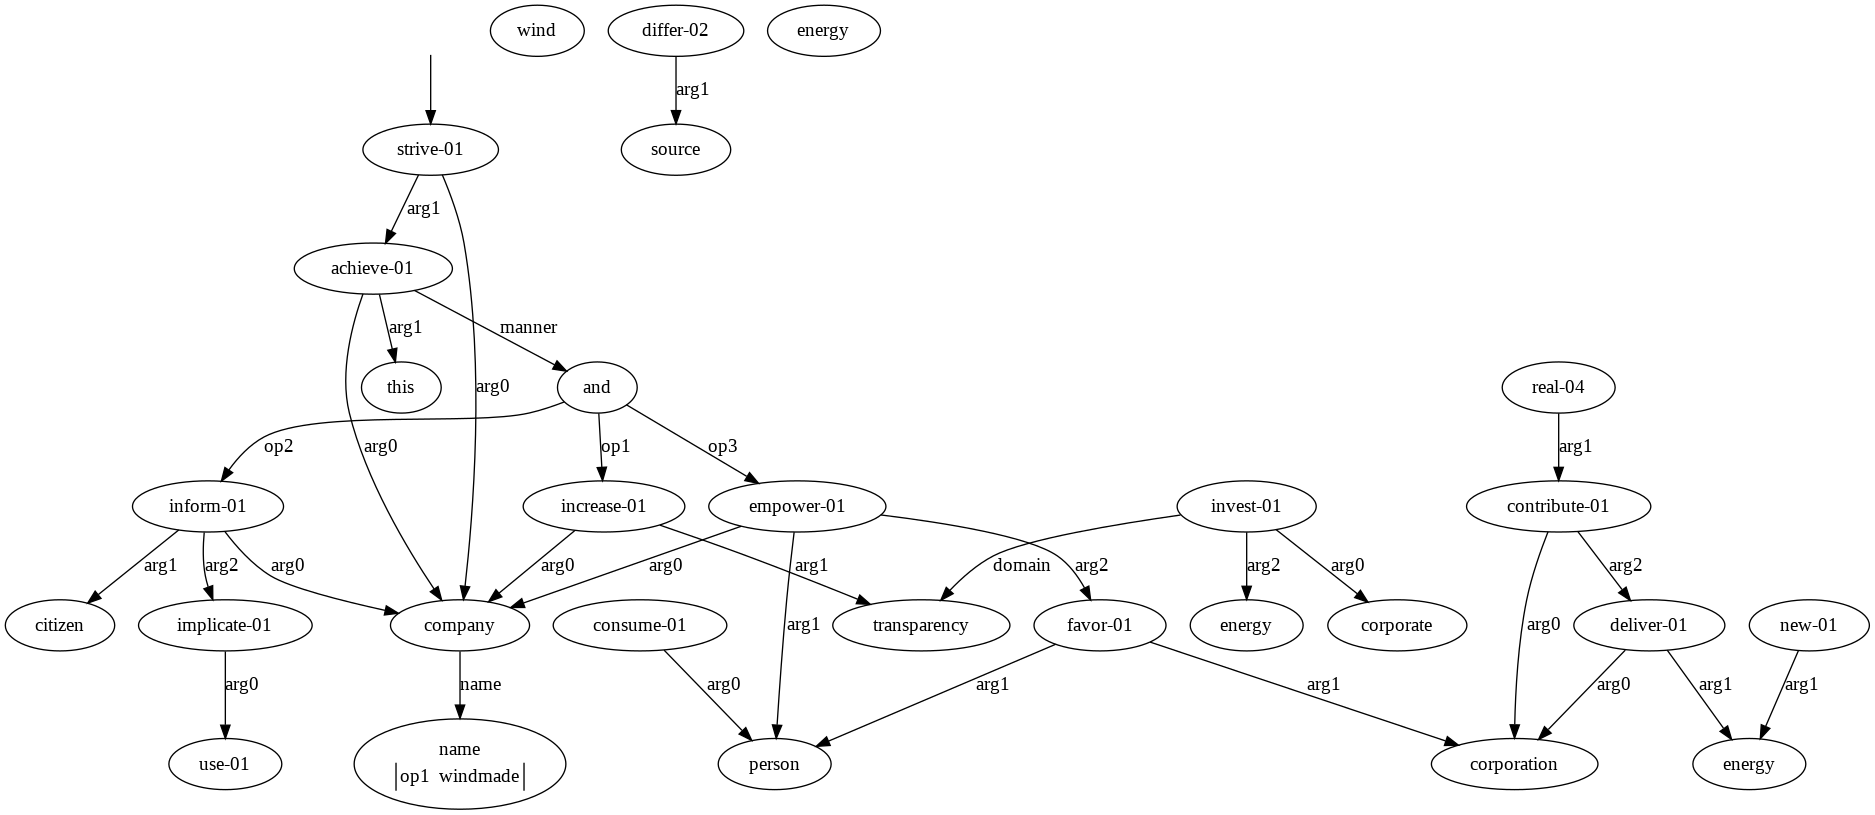 wind
differ-02
energy
arg1
strive-01
source
arg1
achieve-01
arg1
manner
this
arg0
and
real-04
op2
arg0
op1
op3
arg1
inform-01
increase-01
empower-01
invest-01
contribute-01
arg1
arg2
arg0
arg0
arg0
arg1
domain
arg2
arg2
arg0
arg2
citizen
implicate-01
company
consume-01
arg1
transparency
favor-01
energy
corporate
arg0
deliver-01
new-01
arg0
name
arg0
arg1
arg1
arg0
arg1
arg1
use-01
name
op1 windmade
person
corporation
energy